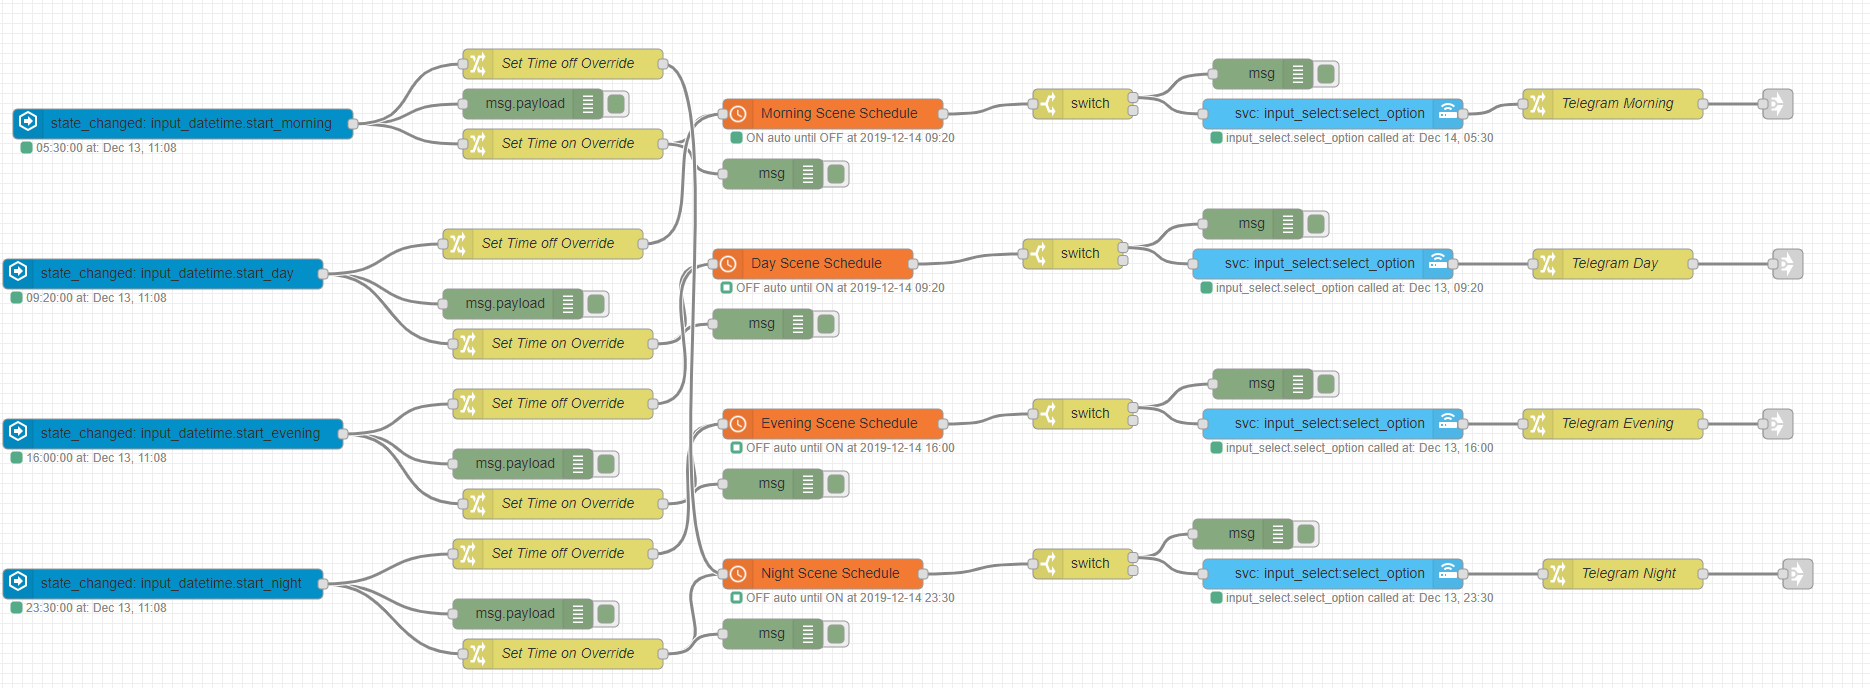 Set Time off Override
msg.payload
Set Time on Override
state_changed: input_datetime.start_morning
05:30:00 at: Dec 13, 11:08
Morning Scene Schedule
ON auto until OFF at 2019-12-14 09:20
msg
switch
msg
svc: input_select:select_option
input_select.select_option called at: Dec 14, 05:30
Telegram Morning
Set Time off Override
state_changed: input_datetime.start_day
09:20:00 at: Dec 13, 11:08
msg.payload
Set Time on Override
Day Scene Schedule
OFF auto until ON at 2019-12-14 09:20
msg
switch
msg
svc: input_select:select_option
input_select.select_option called at: Dec 13, 09:20
Telegram Day
Set Time off Override
state_changed: input_datetime.start_evening
16:00:00 at: Dec 13, 11:08
msg.payload
Set Time on Override
Evening Scene Schedule
OFF auto until ON at 2019-12-14 16:00
msg
switch
msg
svc: input_select:select_option
input_select.select_option called at: Dec 13, 16:00
Telegram Evening
Set Time off Override
state_changed: input_datetime.start_night
23:30:00 at: Dec 13, 11:08
msg.payload
Set Time on Override
Night Scene Schedule
OFF auto until ON at 2019-12-14 23:30
msg
switch
msg
svc: input_select:select_option
input_select.select_option called at: Dec 13, 23:30
Telegram Night